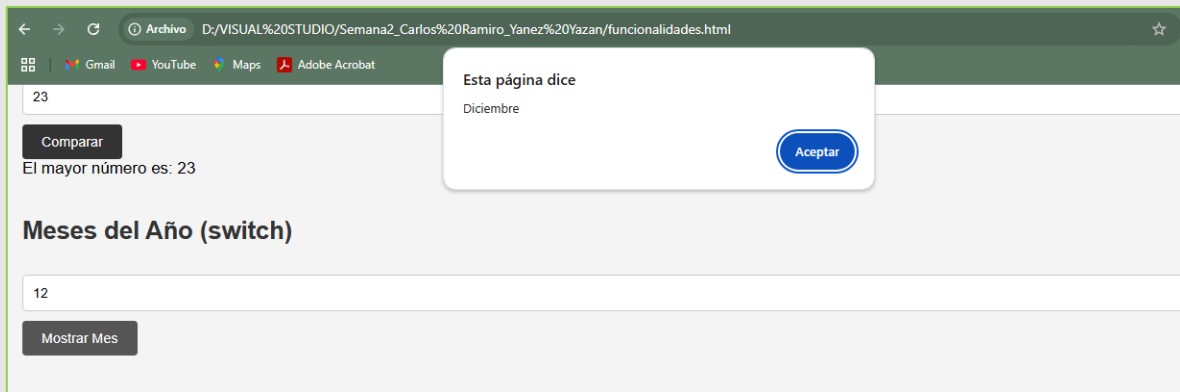 Archivo D:/VISUAL%20STUDIO/Semana2_Carlos%20Ramiro_Yanez%20Yazan/funcionalidades.html
Gmail YouTube Maps Adobe Acrobat
Esta página dice
Diciembre
Aceptar
23
Comparar
El mayor número es: 23
Meses del Año (switch)
12
Mostrar Mes